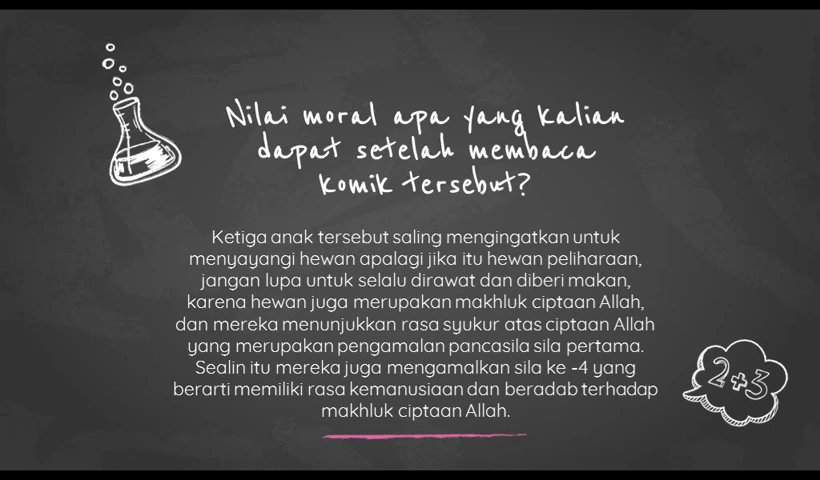 Nilai moral apa yang kalian
dapat setelah membaca
komik tersebut?
Ketiga anak tersebut saling mengingatkan untuk
menyayangi hewan apalagi jika itu hewan peliharaan,
jangan lupa untuk selalu dirawat dan diberi makan,
karena hewan juga merupakan makhluk ciptaan Allah,
dan mereka menunjukkan rasa syukur atas ciptaan Allah
yang merupakan pengamalan pancasila sila pertama.
Sealin itu mereka juga mengamalkan sila ke -4 yang
berarti memiliki rasa kemanusiaan dan beradab terhadap
makhluk ciptaan Allah.
2+3